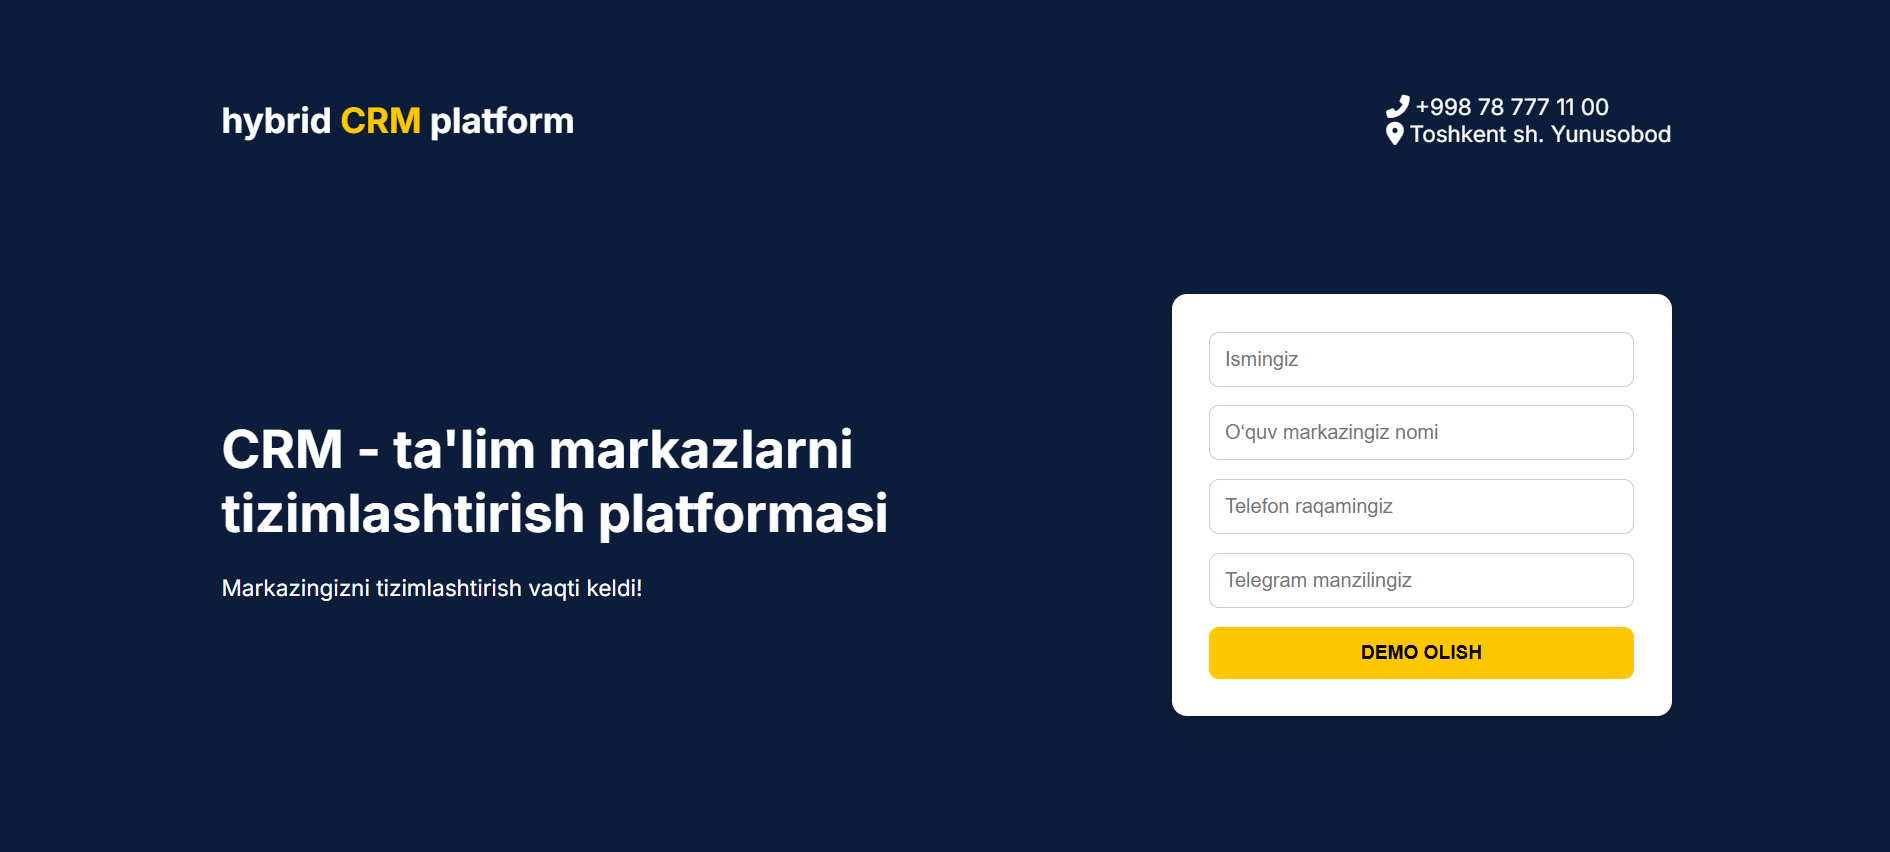 hybrid CRM platform
+998 78 777 11 00
Toshkent sh. Yunusobod
CRM - ta'lim markazlarni
tizimlashtirish platformasi
Markazingizni tizimlashtirish vaqti keldi!
Ismingiz
O‘quv markazingiz nomi
Telefon raqamingiz
Telegram manzilingiz
DEMO OLISH